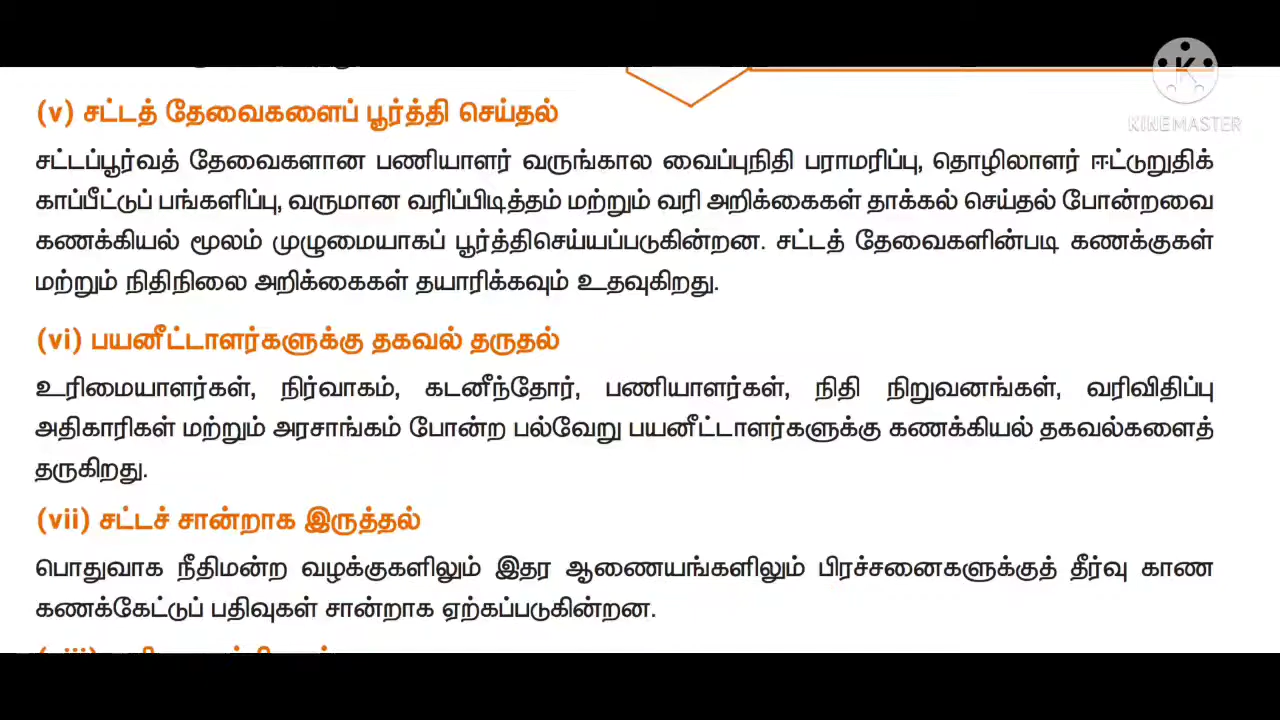 KINEMASTER
(v) சட்டத் தேவைகளைப் பூர்த்தி செய்தல்
சட்டப்பூர்வத் தேவைகளான பணியாளர் வருங்கால வைப்புநிதி பராமரிப்பு, தொழிலாளர் ஈட்டுறுதிக்
காப்பீட்டுப் பங்களிப்பு, வருமான வரிப்பிடித்தம் மற்றும் வரி அறிக்கைகள் தாக்கல் செய்தல் போன்றவை
கணக்கியல் மூலம் முழுமையாகப் பூர்த்திசெய்யப்படுகின்றன. சட்டத் தேவைகளின்படி கணக்குகள்
மற்றும் நிதிநிலை அறிக்கைகள் தயாரிக்கவும் உதவுகிறது.
(vi) பயனீட்டாளர்களுக்கு தகவல் தருதல்
உரிமையாளர்கள், நிர்வாகம், கடனீந்தோர், பணியாளர்கள், நிதி நிறுவனங்கள், வரிவிதிப்பு
அதிகாரிகள் மற்றும் அரசாங்கம் போன்ற பல்வேறு பயனீட்டாளர்களுக்கு கணக்கியல் தகவல்களைத்
தருகிறது.
(vii) சட்டச் சான்றாக இருத்தல்
பொதுவாக நீதிமன்ற வழக்குகளிலும் இதர ஆணையங்களிலும் பிரச்சனைகளுக்குத் தீர்வு காண
கணக்கேட்டுப் பதிவுகள் சான்றாக ஏற்கப்படுகின்றன.